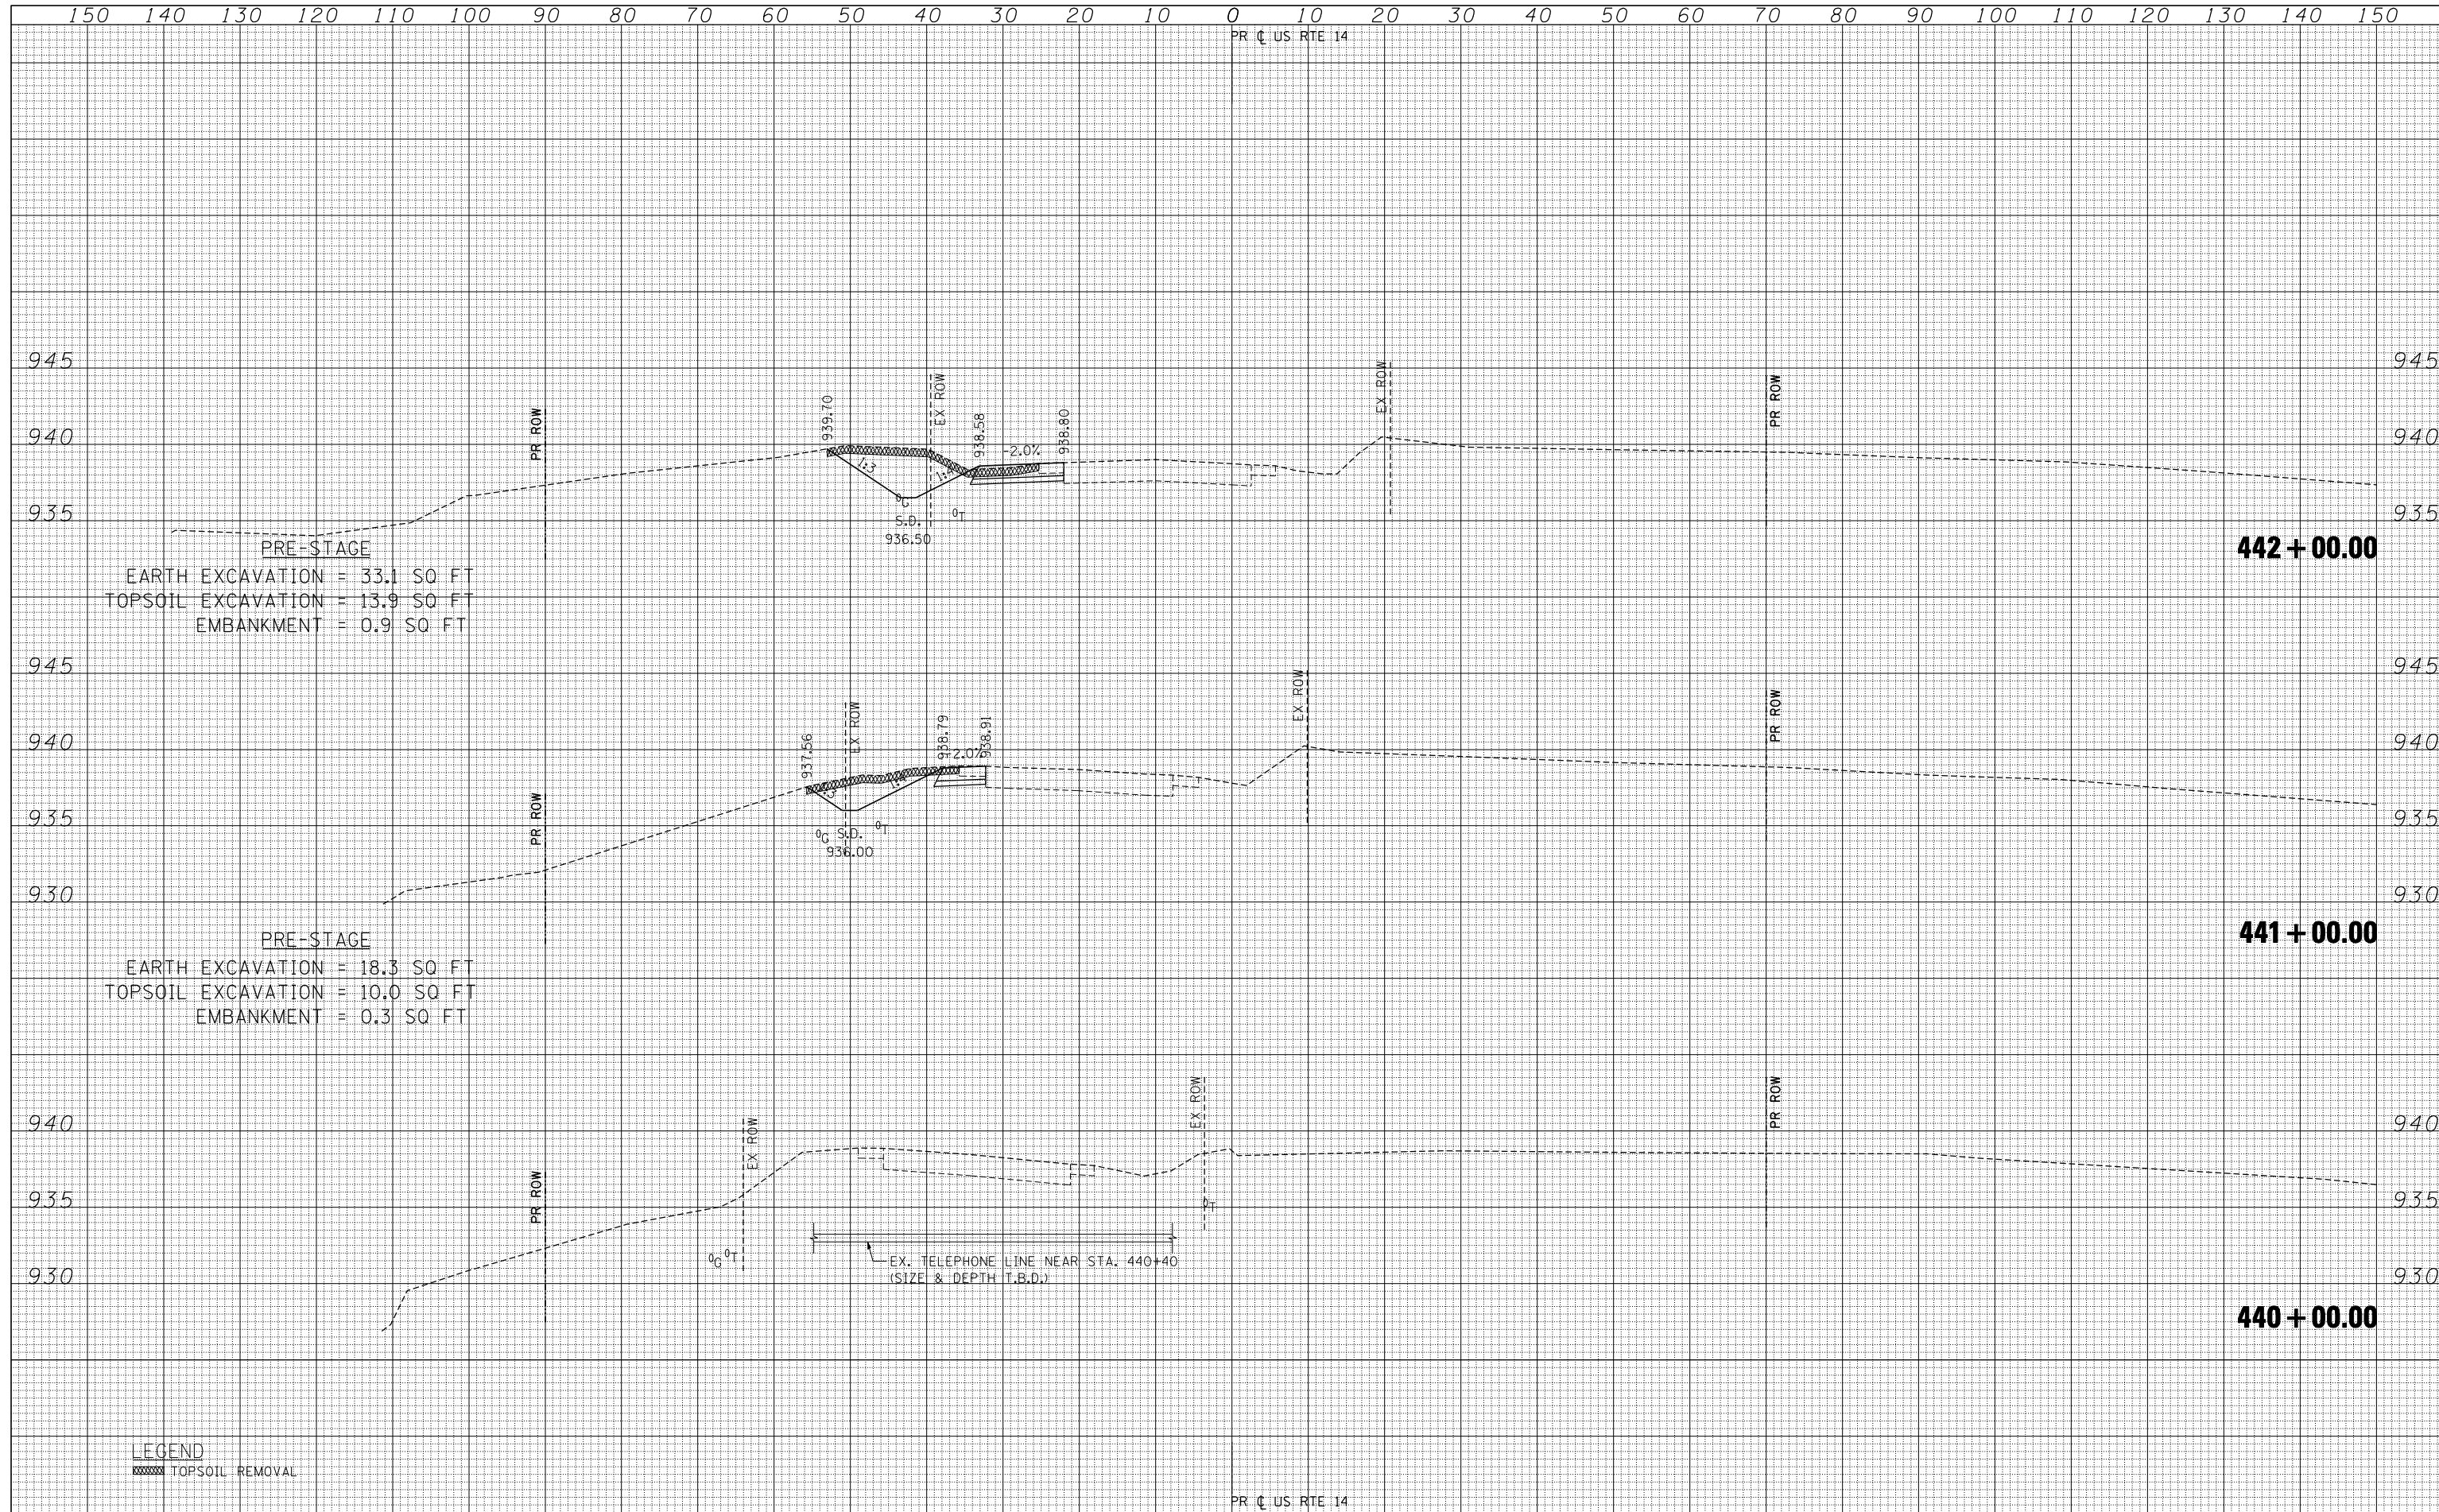 150 140 130 120 110 100 90 80 70 60 50 40 30 20 10 0 10 20 30 40 50 60 70 80 90 100 110 120 130 140 150
PR ℄ US RTE 14
945 945
EX ROW
EX ROW
PR ROW
PR ROW
939.70
938.58
938.80
-2.0%
940 940
1:3
0G
0T
S.D.
936.50
935 935
442+00.00
PRE-STAGE
EARTH EXCAVATION = 33.1 SQ FT
TOPSOIL EXCAVATION = 13.9 SQ FT
EMBANKMENT = 0.9 SQ FT
945 945
EX ROW
EX ROW
PR ROW
937.56
938.79
938.91
2.0%
940 940
PR ROW
935 935
0G S.D. 0T
936.00
930 930
441+00.00
PRE-STAGE
EARTH EXCAVATION = 18.3 SQ FT
TOPSOIL EXCAVATION = 10.0 SQ FT
EMBANKMENT = 0.3 SQ FT
EX ROW
PR ROW
940 940
EX ROW
PR ROW
935 935
0T
0G 0T
EX. TELEPHONE LINE NEAR STA. 440+40
(SIZE & DEPTH T.B.D.)
930 930
440+00.00
LEGEND
TOPSOIL REMOVAL
PR ℄ US RTE 14